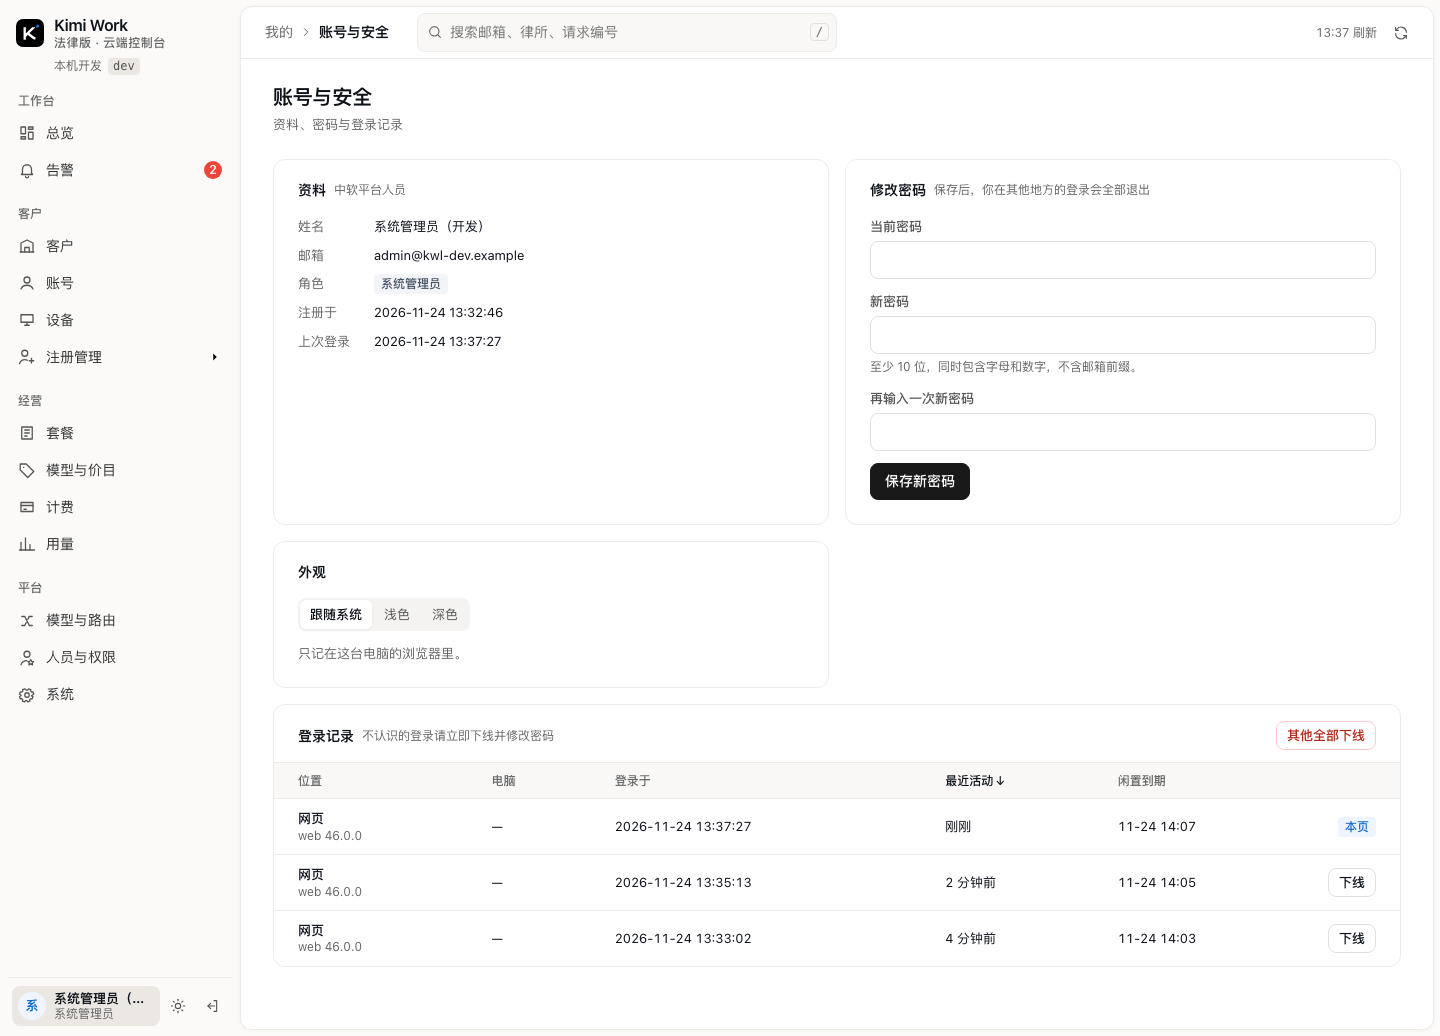 Kimi Work
法律版 · 云端控制台
本机开发 dev
工作台
总览
告警 2
客户
客户
账号
设备
注册管理
经营
套餐
模型与价目
计费
用量
平台
模型与路由
人员与权限
系统
系 系统管理员（...
系统管理员
我的 > 账号与安全
搜索邮箱、律所、请求编号 /
13:37 刷新
账号与安全
资料、密码与登录记录
资料 中软平台人员
姓名 系统管理员（开发）
邮箱 admin@kwl-dev.example
角色 系统管理员
注册于 2026-11-24 13:32:46
上次登录 2026-11-24 13:37:27
修改密码 保存后，你在其他地方的登录会全部退出
当前密码
新密码
至少 10 位，同时包含字母和数字，不含邮箱前缀。
再输入一次新密码
保存新密码
外观
跟随系统 浅色 深色
只记在这台电脑的浏览器里。
登录记录 不认识的登录请立即下线并修改密码 其他全部下线
位置 电脑 登录于 最近活动↓ 闲置到期
网页
web 46.0.0
— 2026-11-24 13:37:27 刚刚 11-24 14:07 本页
网页
web 46.0.0
— 2026-11-24 13:35:13 2 分钟前 11-24 14:05 下线
网页
web 46.0.0
— 2026-11-24 13:33:02 4 分钟前 11-24 14:03 下线